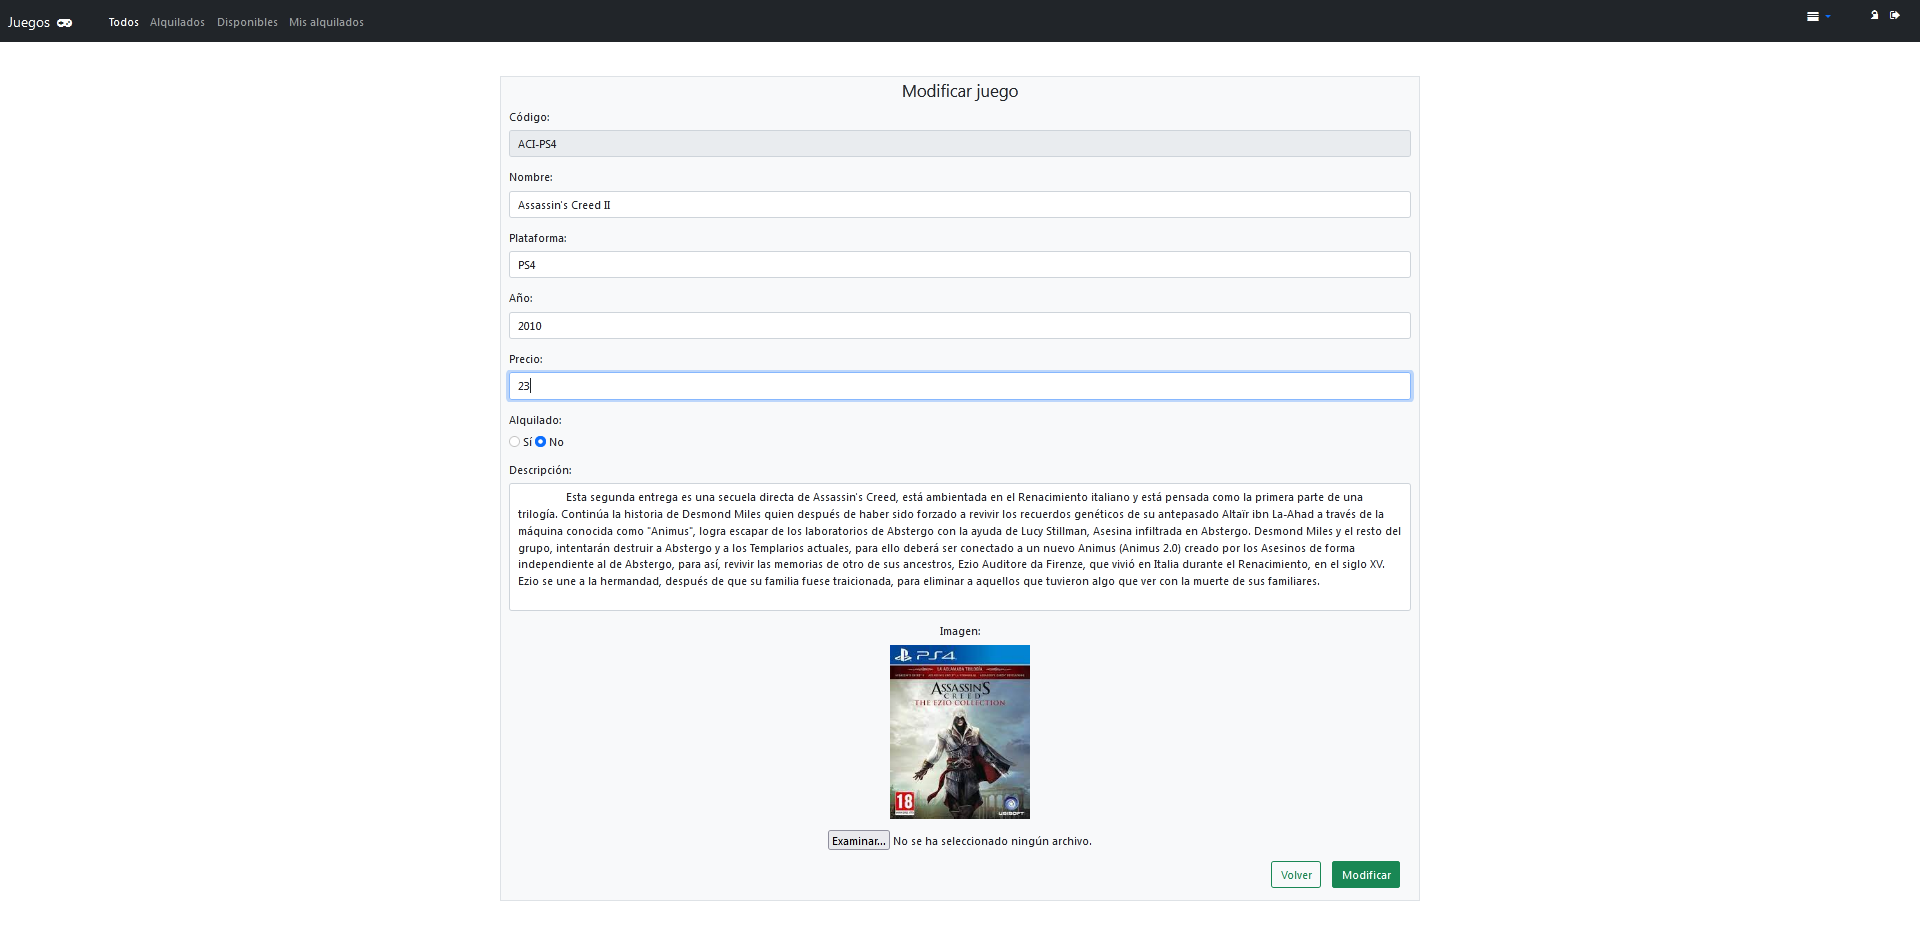 Juegos
Todos Alquilados Disponibles Mis alquilados
Modificar juego
Código:
ACI-PS4
Nombre:
Assassin's Creed II
Plataforma:
PS4
Año:
2010
Precio:
23
Alquilado:
Sí No
Descripción:
Esta segunda entrega es una secuela directa de Assassin's Creed, está ambientada en el Renacimiento italiano y está pensada como la primera parte de una
trilogía. Continúa la historia de Desmond Miles quien después de haber sido forzado a revivir los recuerdos genéticos de su antepasado Altaïr ibn La-Ahad a través de la
máquina conocida como "Animus", logra escapar de los laboratorios de Abstergo con la ayuda de Lucy Stillman, Asesina infiltrada en Abstergo. Desmond Miles y el resto del
grupo, intentarán destruir a Abstergo y a los Templarios actuales, para ello deberá ser conectado a un nuevo Animus (Animus 2.0) creado por los Asesinos de forma
independiente al de Abstergo, para así, revivir las memorias de otro de sus ancestros, Ezio Auditore da Firenze, que vivió en Italia durante el Renacimiento, en el siglo XV.
Ezio se une a la hermandad, después de que su familia fuese traicionada, para eliminar a aquellos que tuvieron algo que ver con la muerte de sus familiares.
Imagen:
PS4
LA ACLAMADA TRILOGÍA
ASSASSIN'S
CREED
THE EZIO COLLECTION
18
UBISOFT
Examinar... No se ha seleccionado ningún archivo.
Volver Modificar